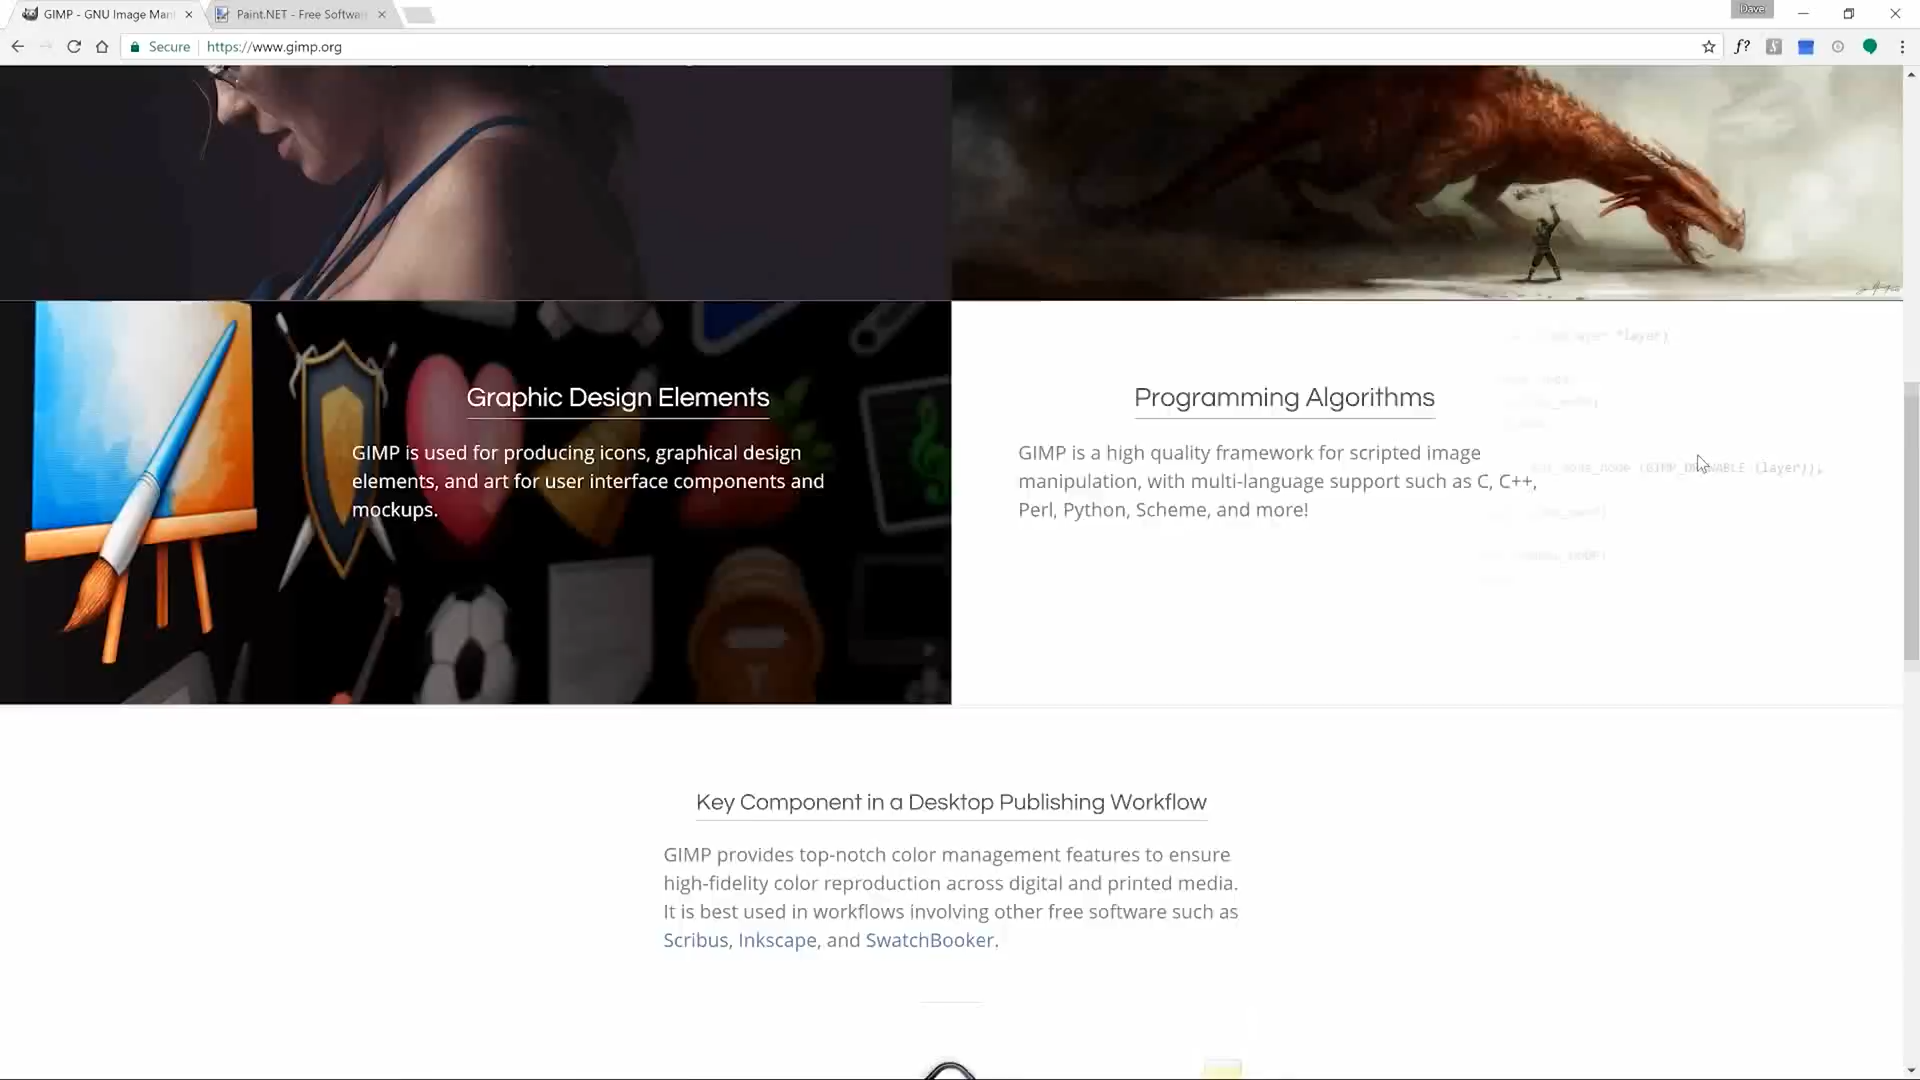 GIMP - GNU Image Man
Paint.NET - Free Softwar
Dave
Secure
https://www.gimp.org
f?
Graphic Design Elements
GIMP is used for producing icons, graphical design
elements, and art for user interface components and
mockups.
Programming Algorithms
GIMP is a high quality framework for scripted image
manipulation, with multi-language support such as C, C++,
Perl, Python, Scheme, and more!
*layer)
(layer)),
Key Component in a Desktop Publishing Workflow
GIMP provides top-notch color management features to ensure
high-fidelity color reproduction across digital and printed media.
It is best used in workflows involving other free software such as
Scribus, Inkscape, and SwatchBooker.